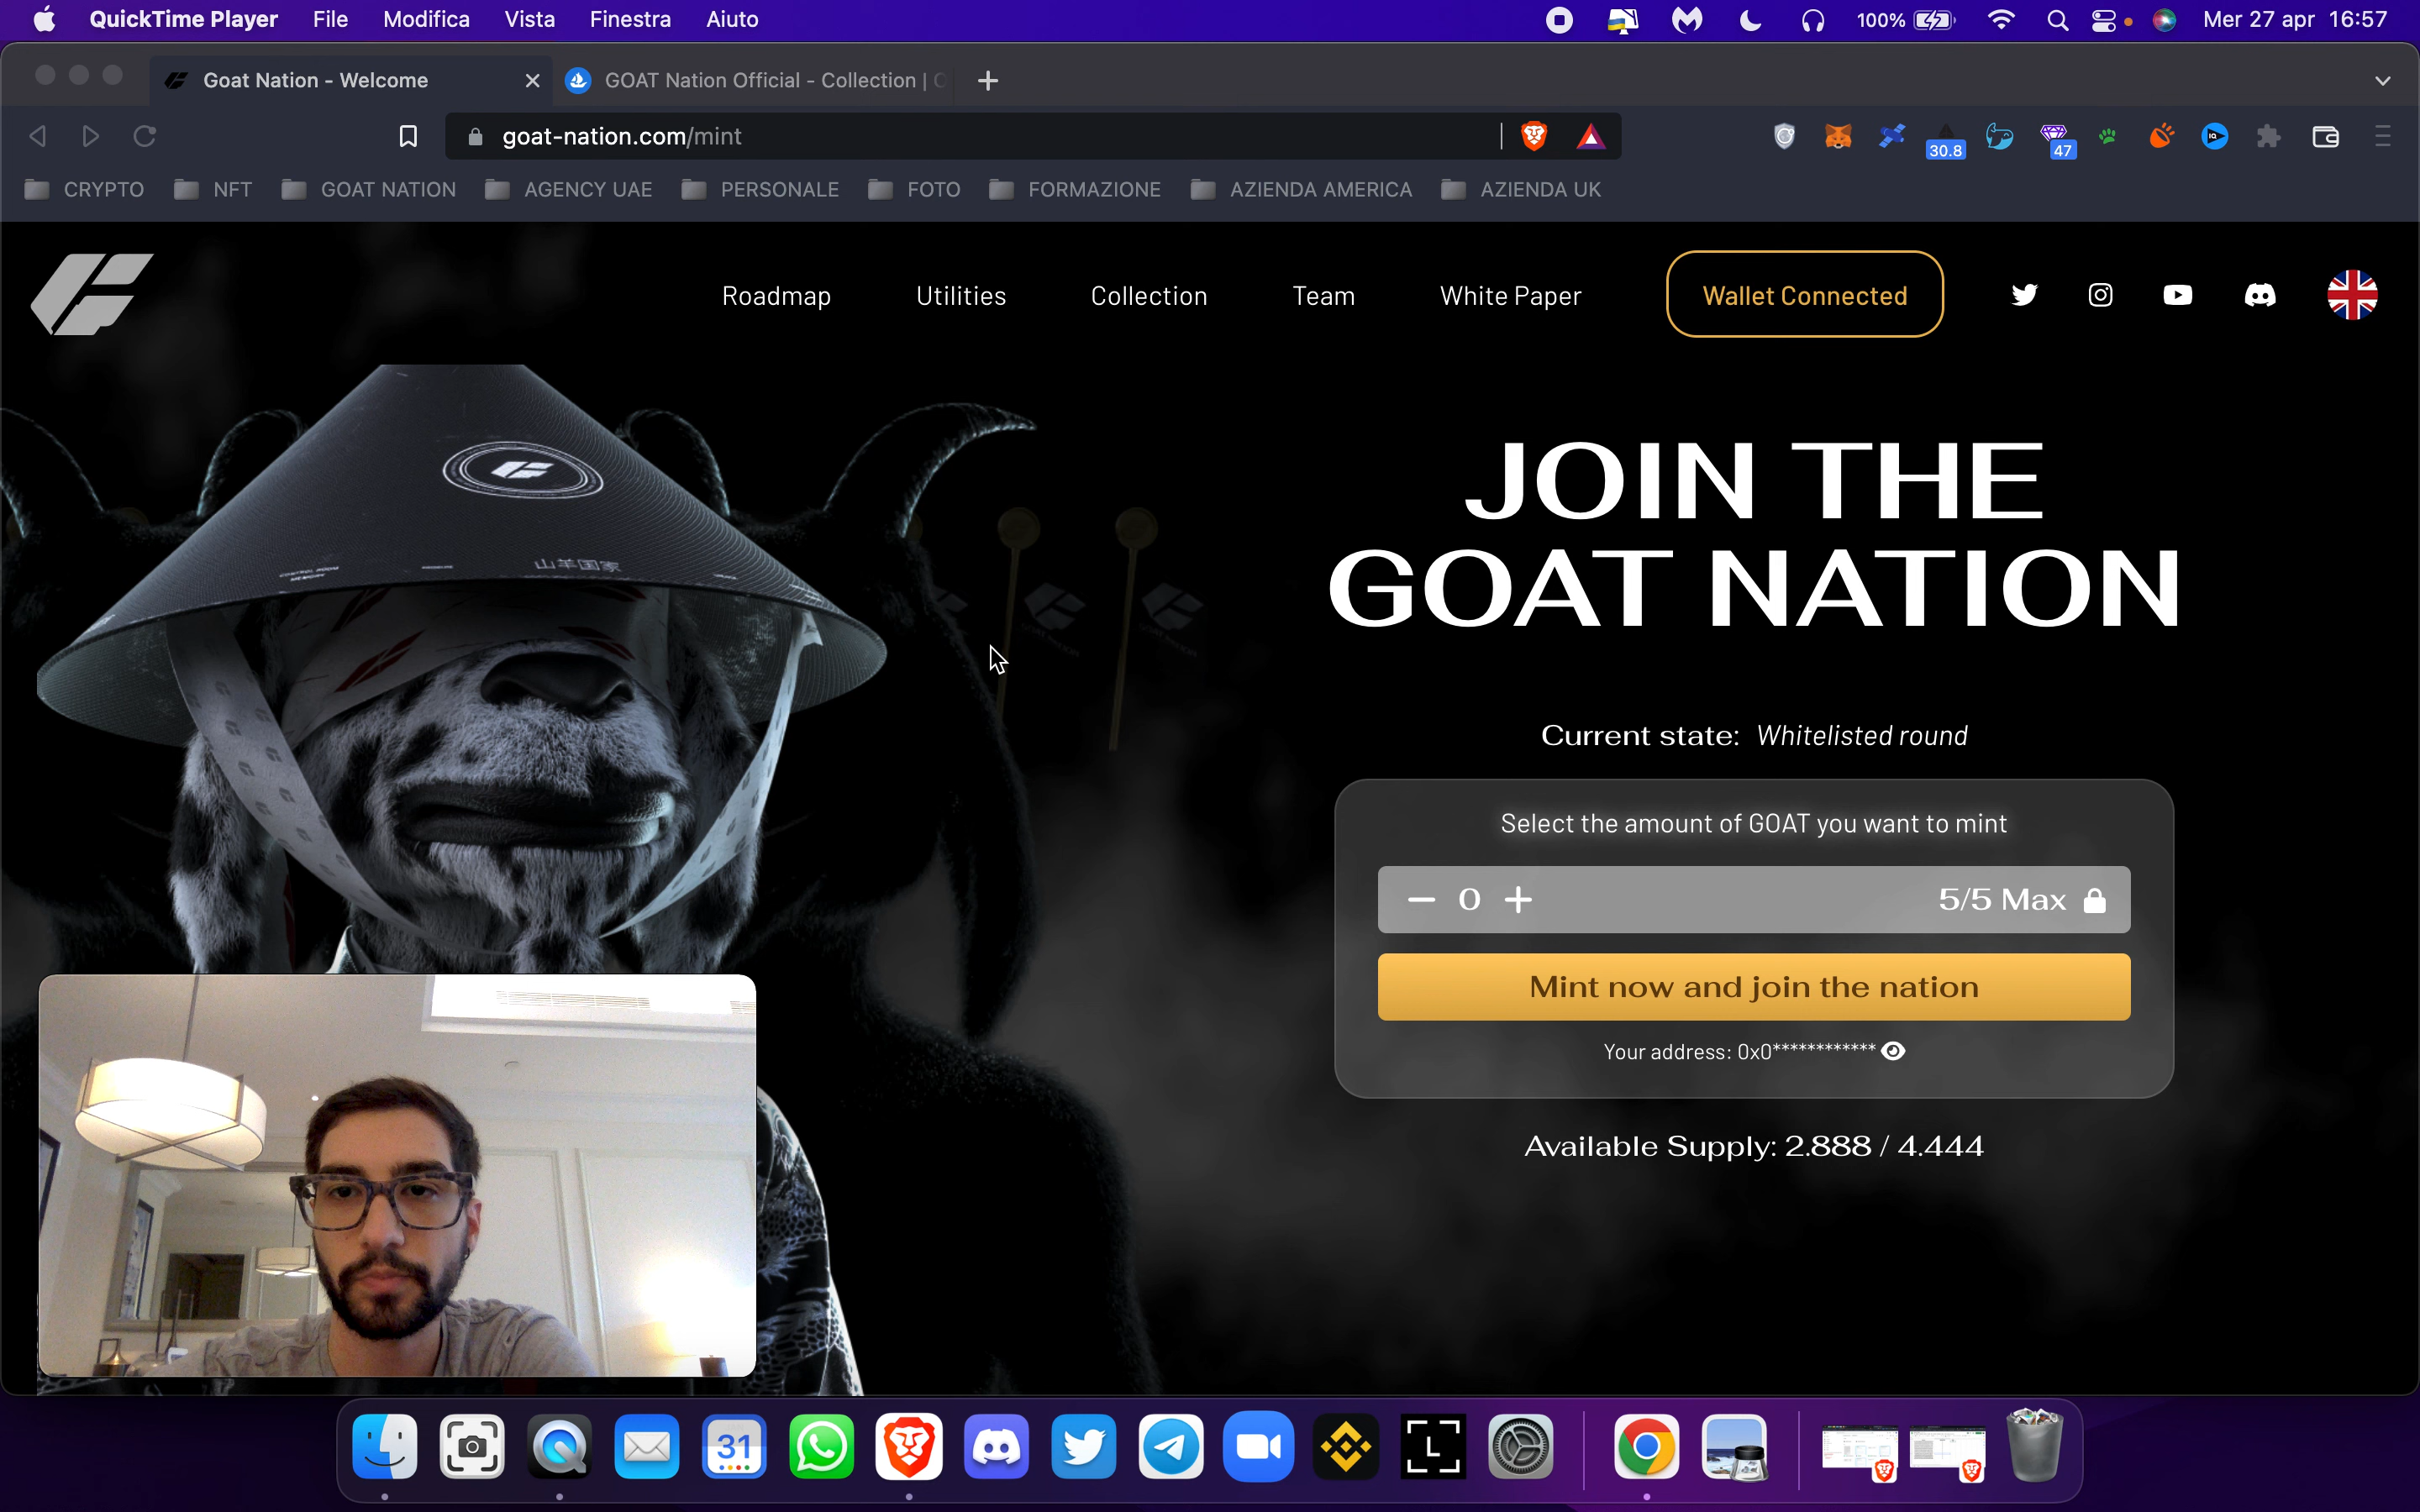 QuickTime Player File Modifica Vista Finestra Aiuto 100% Mer 27 apr 16:57
Goat Nation - Welcome GOAT Nation Official - Collection |
goat-nation.com/mint
30.8 47
CRYPTO NFT GOAT NATION AGENCY UAE PERSONALE FOTO FORMAZIONE AZIENDA AMERICA AZIENDA UK
Roadmap Utilities Collection Team White Paper Wallet Connected
JOIN THE
GOAT NATION
山羊国家
Current state: Whitelisted round
Select the amount of GOAT you want to mint
− 0 + 5/5 Max
Mint now and join the nation
Your address: 0x0************
Available Supply: 2.888 / 4.444
31
L